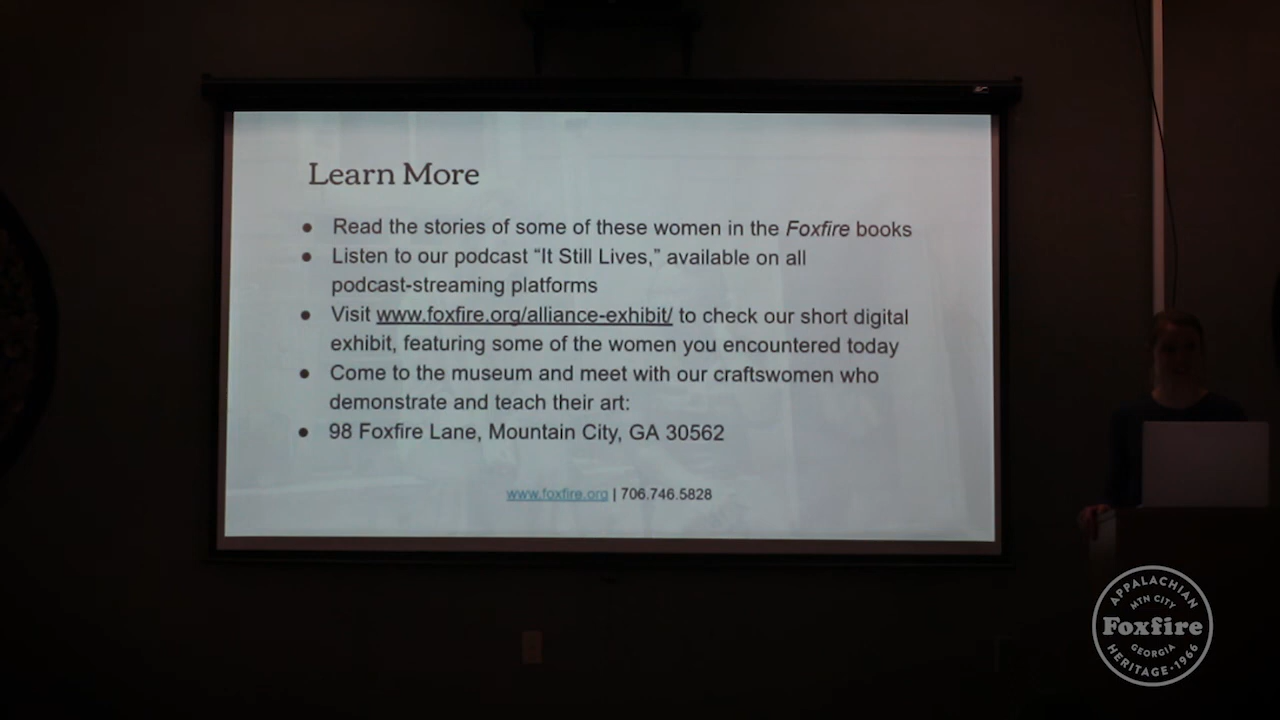 Learn More
● Read the stories of some of these women in the Foxfire books
● Listen to our podcast “It Still Lives,” available on all
podcast-streaming platforms
● Visit www.foxfire.org/alliance-exhibit/ to check our short digital
exhibit, featuring some of the women you encountered today
● Come to the museum and meet with our craftswomen who
demonstrate and teach their art:
● 98 Foxfire Lane, Mountain City, GA 30562
www.foxfire.org | 706.746.5828
APPALACHIAN
MTN CITY
Foxfire
GEORGIA
HERITAGE·1966